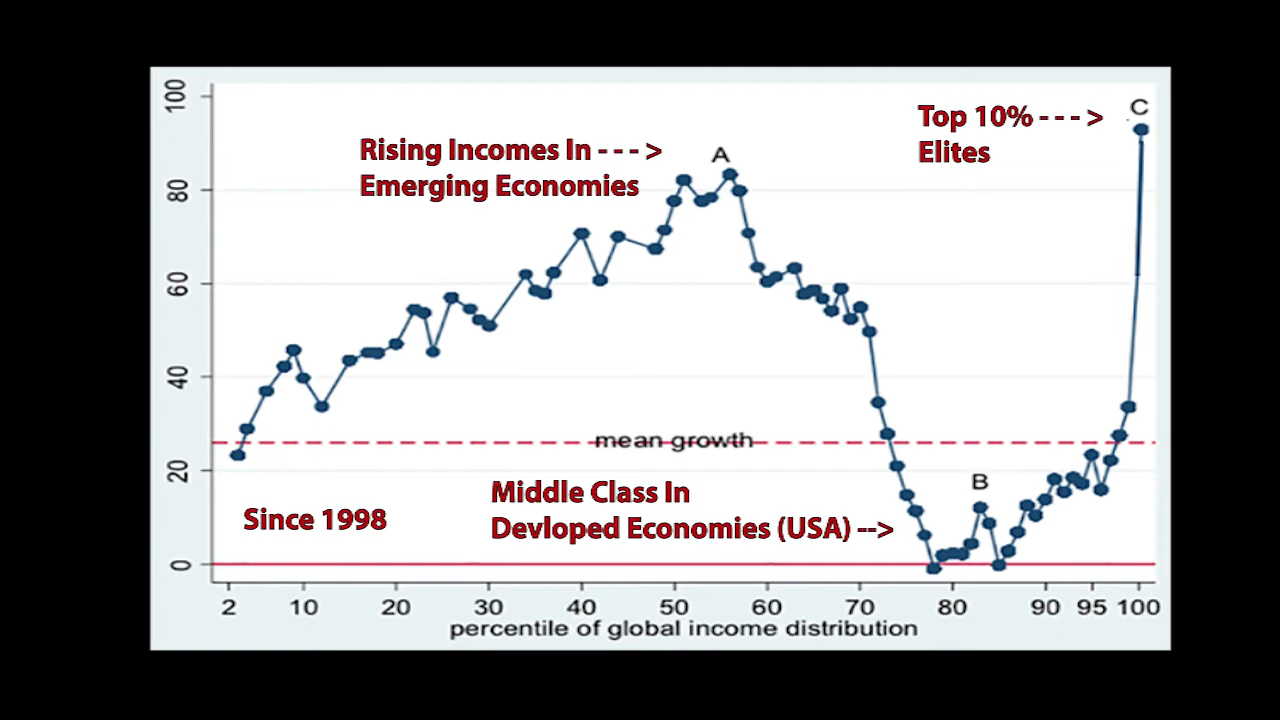 100
80
60
40
20
0
C
Top 10% - - - >
Elites
Rising Incomes In - - - >
Emerging Economies
A
mean growth
B
Middle Class In
Devloped Economies (USA) -->
Since 1998
2 10 20 30 40 50 60 70 80 90 95 100
percentile of global income distribution